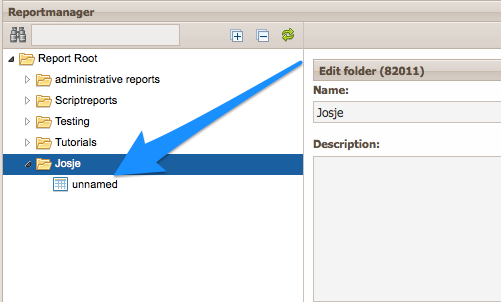 Reportmanager
Report Root
administrative reports
Scriptreports
Testing
Tutorials
Josje
unnamed
Edit folder (82011)
Name:
Josje
Description: